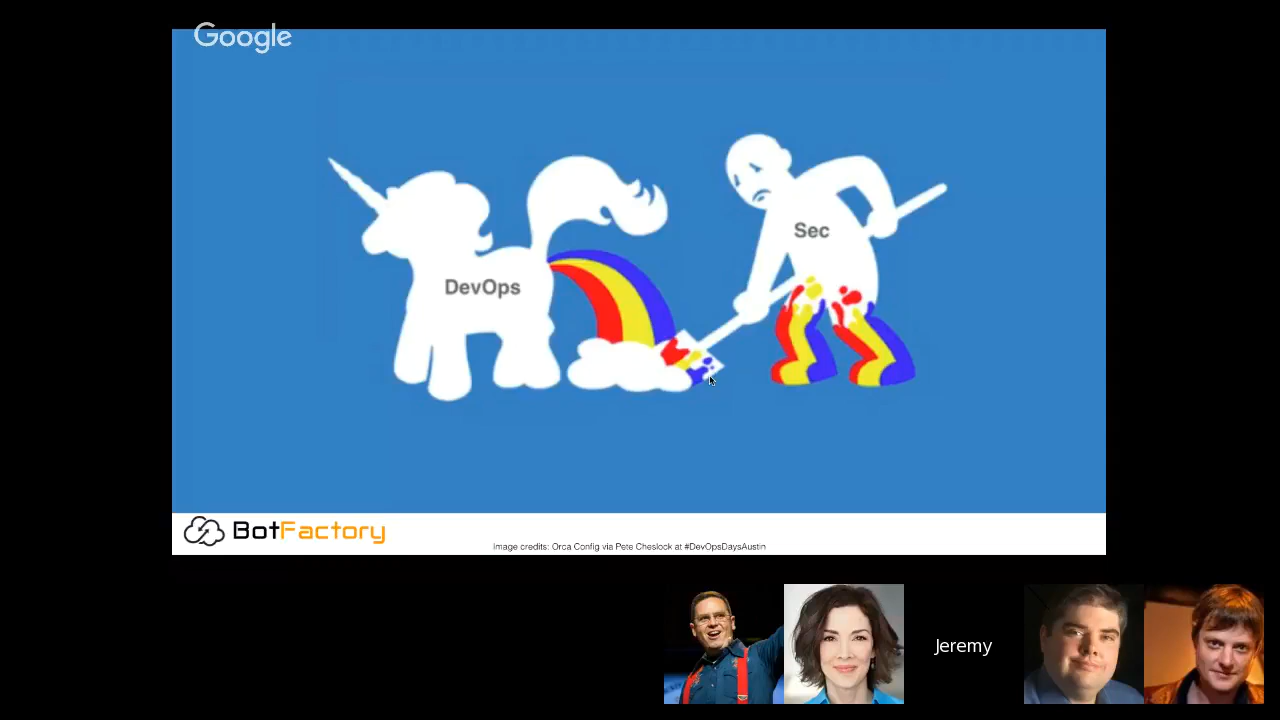 Google
DevOps
Sec
BotFactory
Image credits: Orca Config via Pete Cheslock at #DevOpsDaysAustin
Jeremy